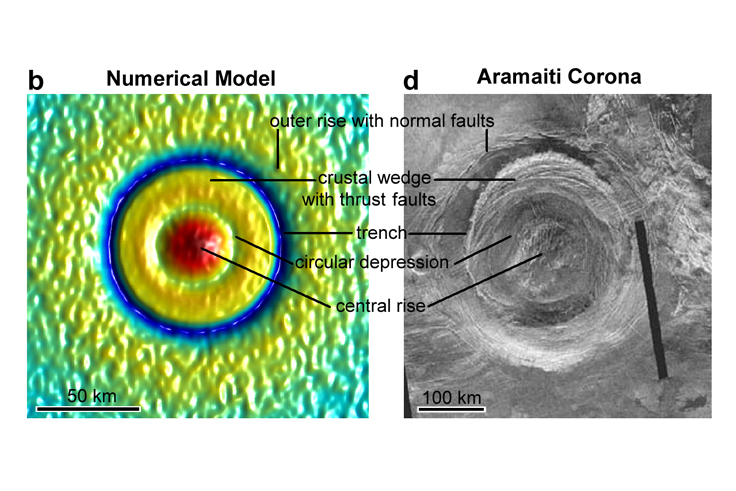 b
Numerical Model
d
Aramaiti Corona
outer rise with normal faults
crustal wedge
with thrust faults
trench
circular depression
central rise
50 km
100 km